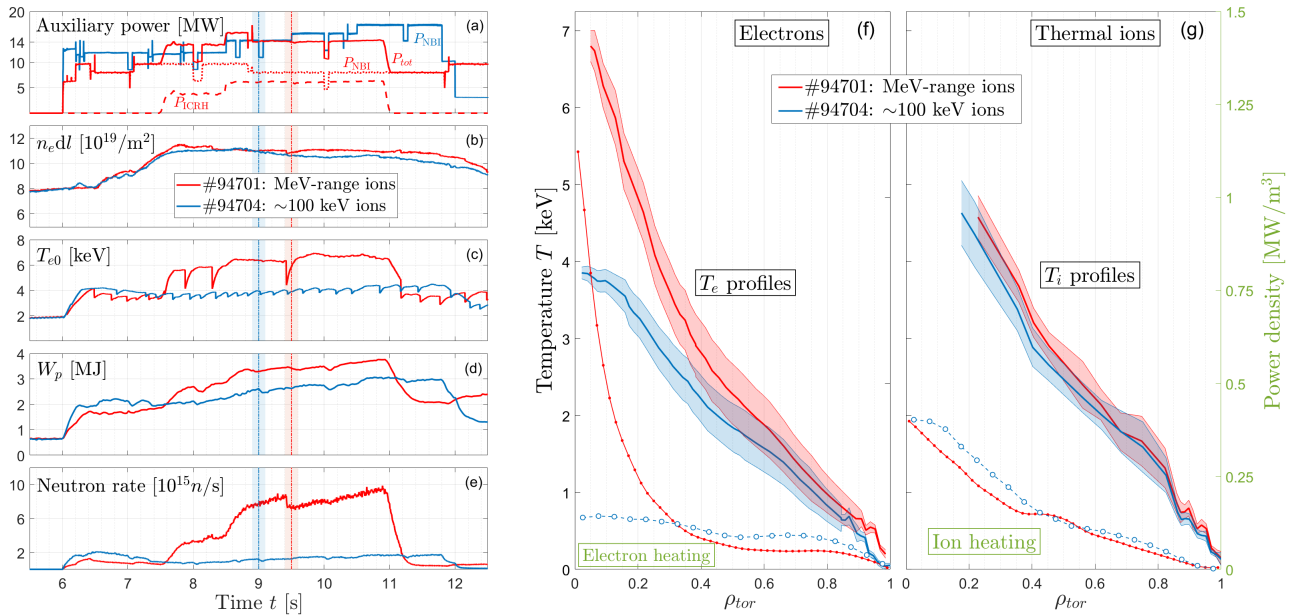 Auxiliary power [MW]
(a)
20
14
10
5
P_NBI
P_NBI
P_tot
P_ICRH
n_e dl [10^19/m^2]
(b)
12
10
8
6
#94701: MeV-range ions
#94704: ~100 keV ions
T_e0 [keV]
(c)
8
6
4
2
W_p [MJ]
(d)
4
3
2
1
0
Neutron rate [10^15 n/s]
(e)
10
6
2
0
6 7 8 9 10 11 12
Time t [s]
Electrons
(f)
Thermal ions
(g)
#94701: MeV-range ions
#94704: ~100 keV ions
T_e profiles
T_i profiles
Electron heating
Ion heating
Temperature T [keV]
7
6
5
4
3
2
1
0
0 0.2 0.4 0.6 0.8 1
ρ_tor
0.2 0.4 0.6 0.8 1
ρ_tor
1.5
1.25
1
0.75
0.5
0.25
0
Power density [MW/m^3]